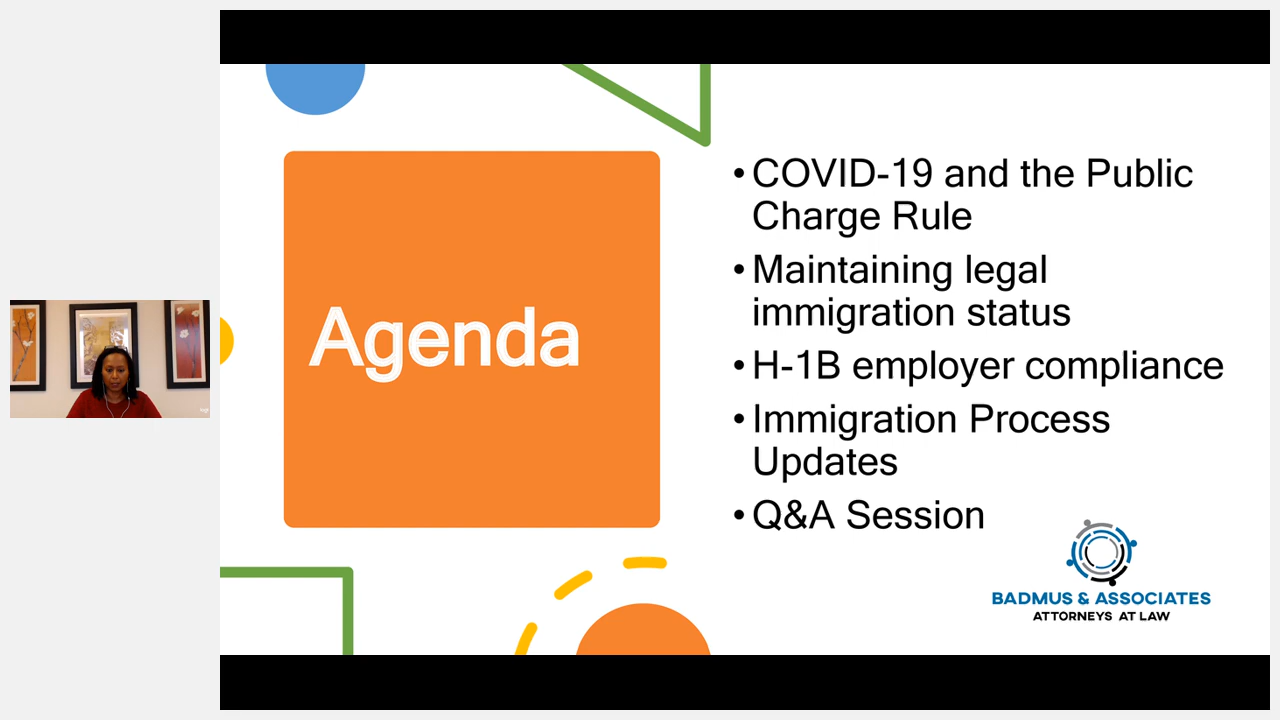 Agenda
•COVID-19 and the Public
Charge Rule
•Maintaining legal
immigration status
•H-1B employer compliance
•Immigration Process
Updates
•Q&A Session
BADMUS & ASSOCIATES
ATTORNEYS AT LAW